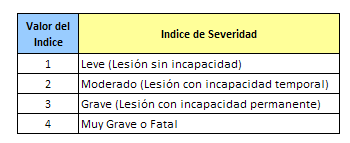 Valor del Indice	Indice de Severidad
1	Leve (Lesión sin incapacidad)
2	Moderado (Lesión con incapacidad temporal)
3	Grave (Lesión con incapacidad permanente)
4	Muy Grave o Fatal